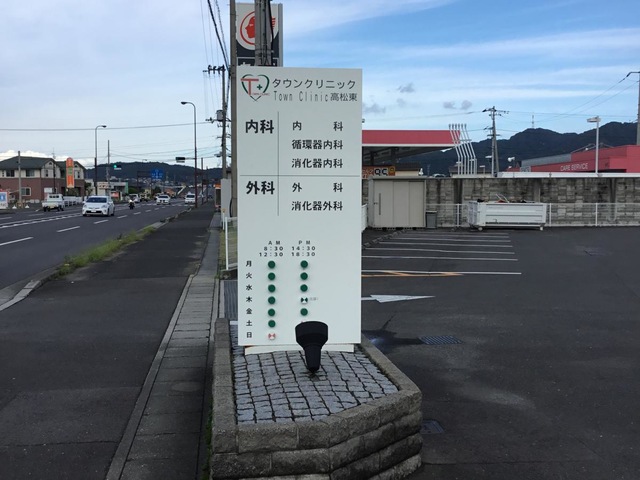 タウンクリニック
Town Clinic 高松東
内科
内 科
循環器内科
消化器内科
外科
外 科
消化器外科
AM
8:30
12:30
PM
14:30
18:30
月
火
水
木
金
土
日
CARE SERVICE